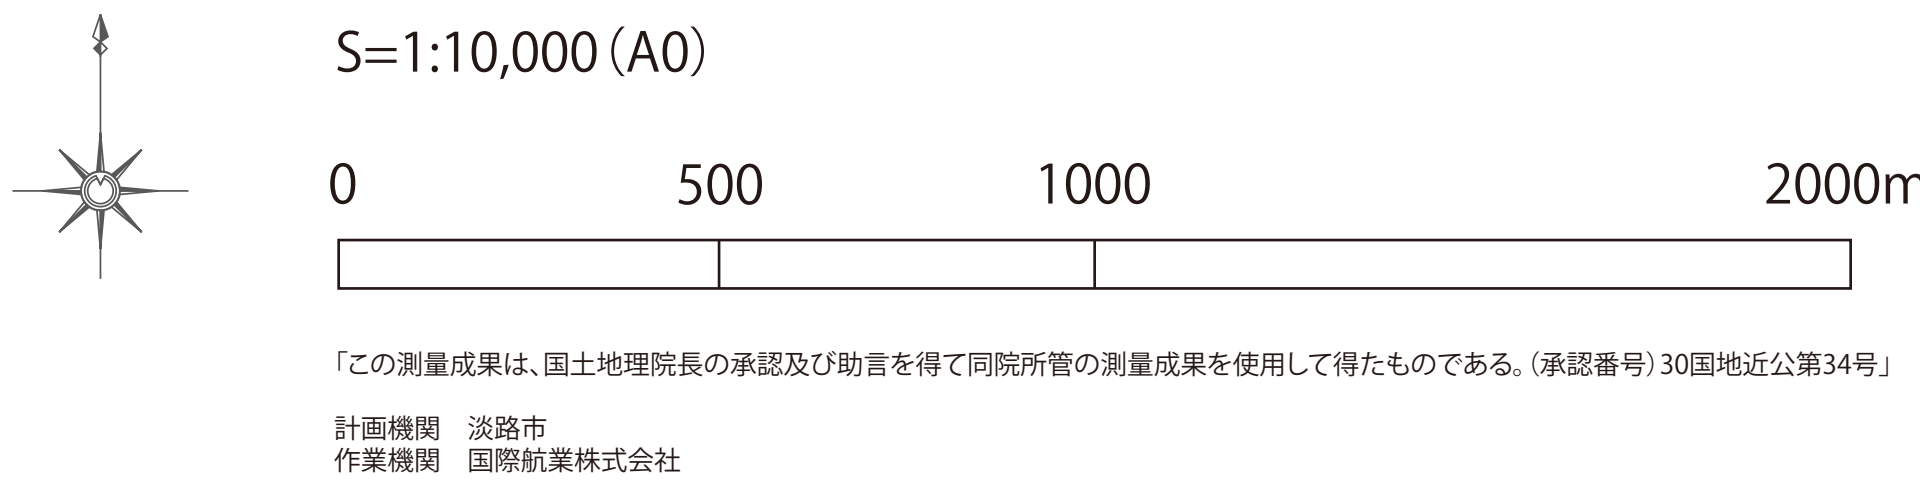 S=1:10,000（A0）
0 500 1000 2000m
「この測量成果は、国土地理院長の承認及び助言を得て同院所管の測量成果を使用して得たものである。（承認番号）30国地近公第34号」
計画機関　淡路市
作業機関　国際航業株式会社